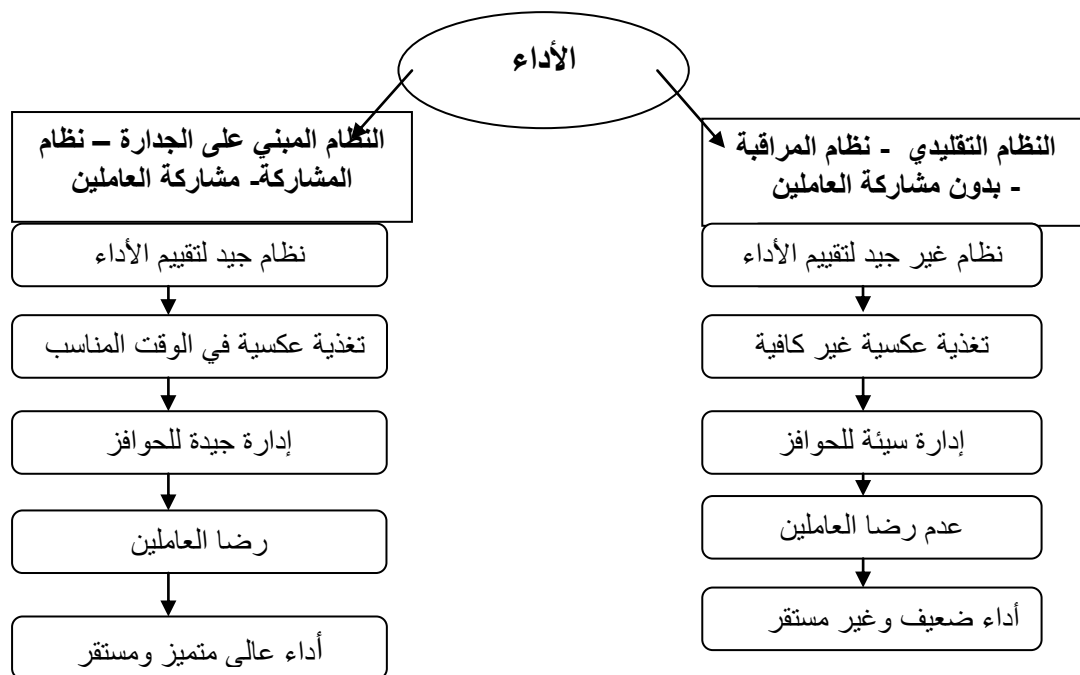 الأداء
النظام التقليدي - نظام المراقبة
- بدون مشاركة العاملين
نظام غير جيد لتقييم الأداء
تغذية عكسية غير كافية
إدارة سيئة للحوافز
عدم رضا العاملين
أداء ضعيف وغير مستقر
النظام المبني على الجدارة – نظام
المشاركة- مشاركة العاملين
نظام جيد لتقييم الأداء
تغذية عكسية في الوقت المناسب
إدارة جيدة للحوافز
رضا العاملين
أداء عالي متميز ومستقر